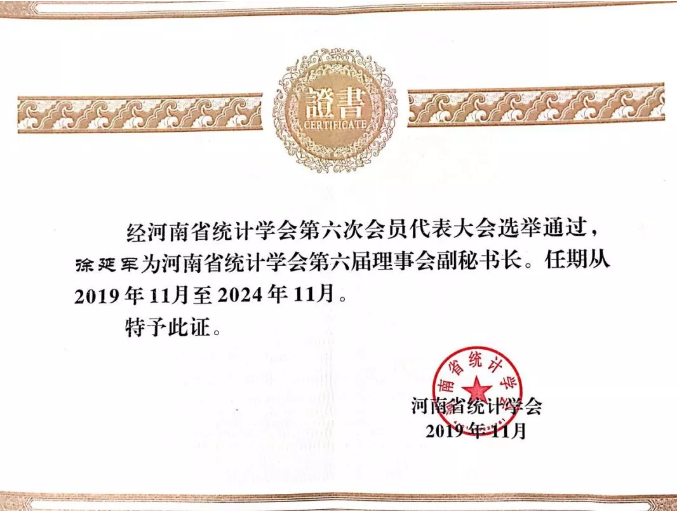 證書
CERTIFICATE
经河南省统计学会第六次会员代表大会选举通过，
徐延军为河南省统计学会第六届理事会副秘书长。任期从
2019年11月至2024年11月。
特予此证。
河南省统计学会
河南省统计学会
2019年11月